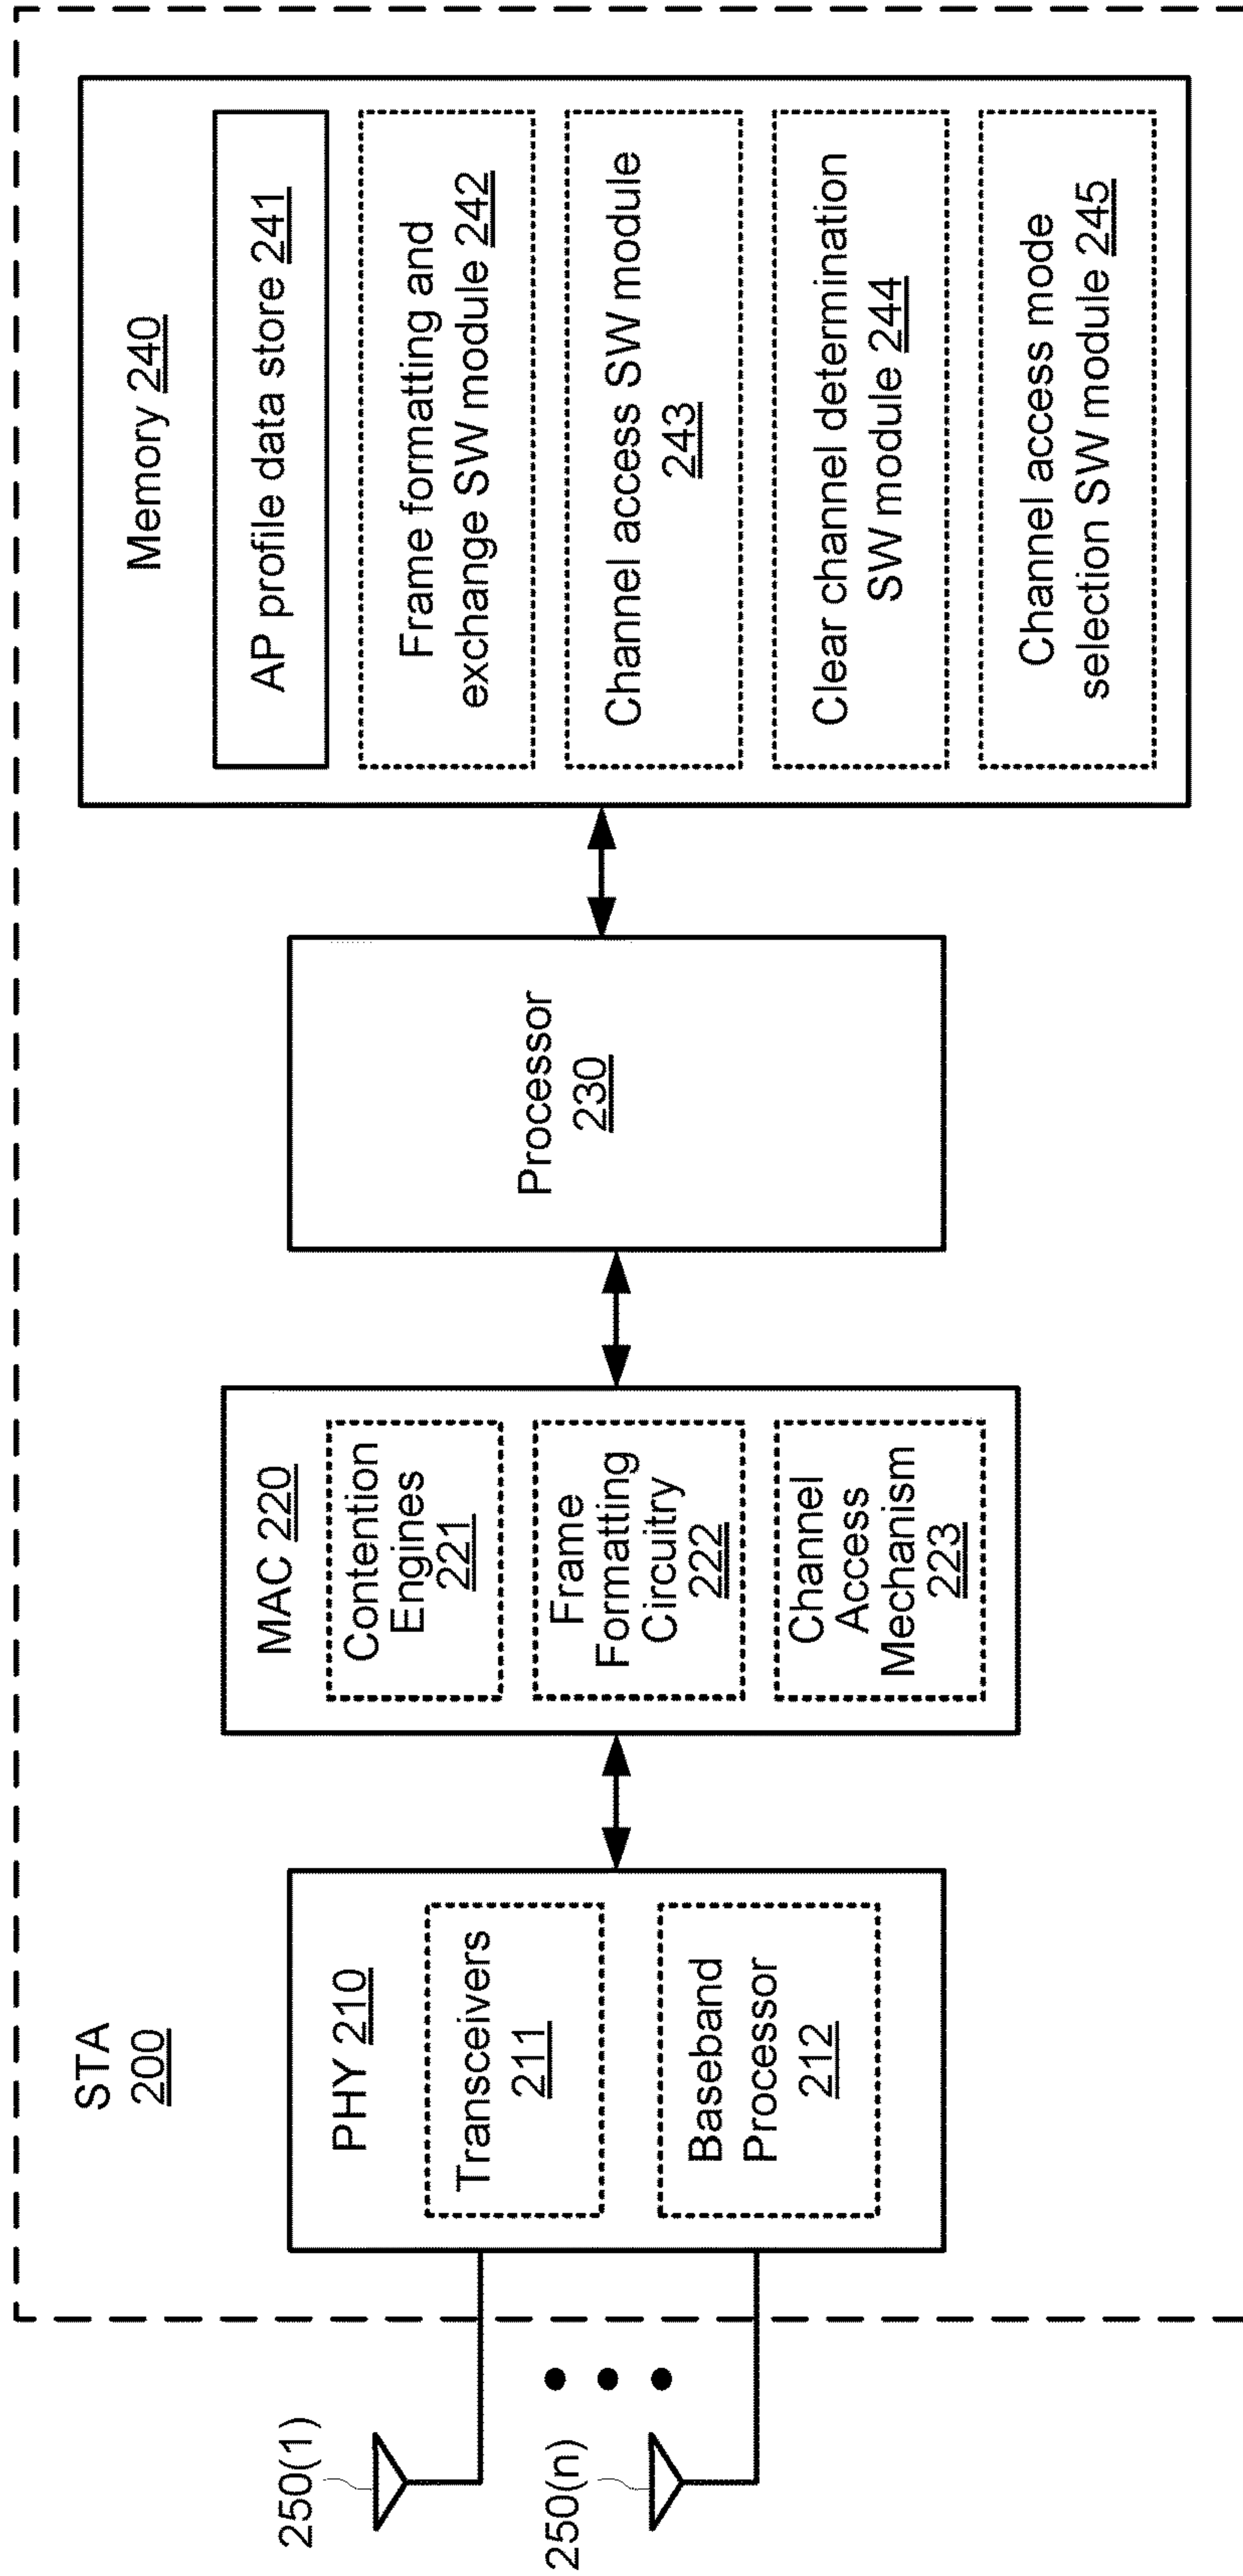 STA
200
250(1)
250(n)
PHY 210
Transceivers
211
Baseband
Processor
212
MAC 220
Contention
Engines
221
Frame
Formatting
Circuitry
222
Channel
Access
Mechanism
223
Processor
230
Memory 240
AP profile data store 241
Frame formatting and
exchange SW module 242
Channel access SW module
243
Clear channel determination
SW module 244
Channel access mode
selection SW module 245